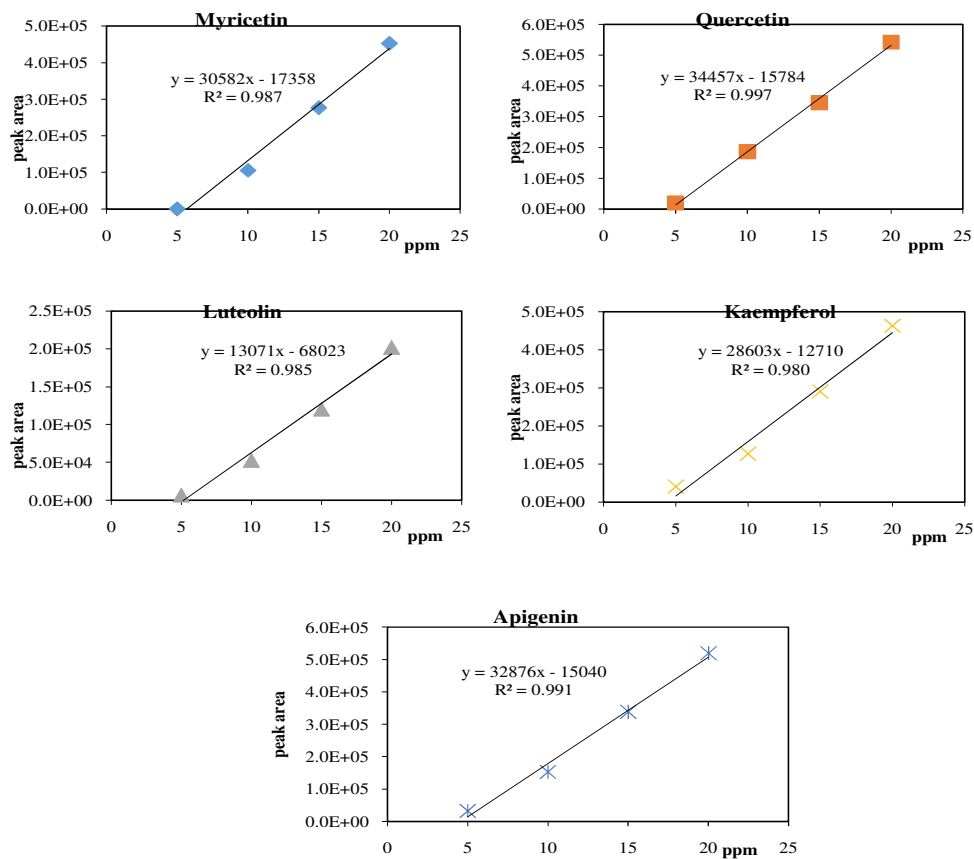 Myricetin
5.0E+05
4.0E+05
3.0E+05
2.0E+05
1.0E+05
0.0E+00
peak area
y = 30582x - 17358
R² = 0.987
0 5 10 15 20 25
ppm
Quercetin
6.0E+05
5.0E+05
4.0E+05
3.0E+05
2.0E+05
1.0E+05
0.0E+00
peak area
y = 34457x - 15784
R² = 0.997
0 5 10 15 20 25
ppm
Luteolin
2.5E+05
2.0E+05
1.5E+05
1.0E+05
5.0E+04
0.0E+00
peak area
y = 13071x - 68023
R² = 0.985
0 5 10 15 20 25
ppm
Kaempferol
5.0E+05
4.0E+05
3.0E+05
2.0E+05
1.0E+05
0.0E+00
peak area
y = 28603x - 12710
R² = 0.980
0 5 10 15 20 25
ppm
Apigenin
6.0E+05
5.0E+05
4.0E+05
3.0E+05
2.0E+05
1.0E+05
0.0E+00
peak area
y = 32876x - 15040
R² = 0.991
0 5 10 15 20 25
ppm